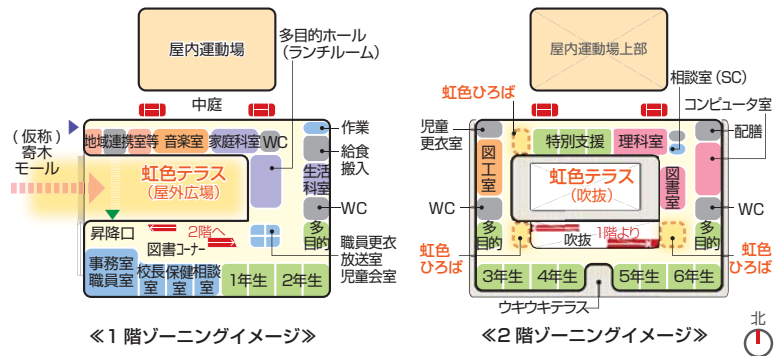 屋内運動場
多目的ホール
（ランチルーム）
中庭
（仮称）
寄木
モール
地域連携室等
音楽室
家庭科室
WC
作業
給食
搬入
生活
科室
虹色テラス
（屋外広場）
WC
昇降口
2階へ
図書コーナー
多
目的
職員更衣
放送室
児童会室
事務室
職員室
校長
室
保健
室
相談
室
1年生
2年生
≪1階ゾーニングイメージ≫
屋内運動場上部
虹色ひろば
相談室（SC）
コンピュータ室
児童
更衣室
特別支援
理科室
配膳
図
工
室
虹色テラス
（吹抜）
図
書
室
WC
WC
多
目的
1階より
吹抜
多
目的
虹色
ひろば
虹色
ひろば
3年生
4年生
5年生
6年生
ウキウキテラス
≪2階ゾーニングイメージ≫
北